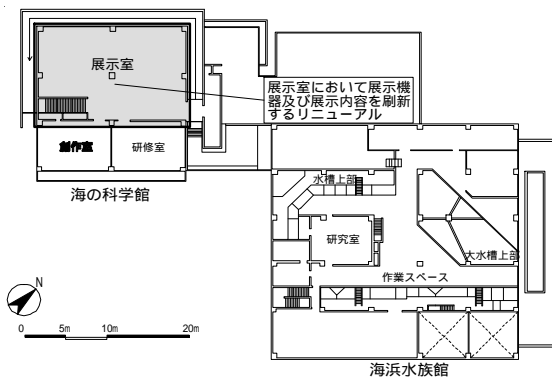 展示室
展示室において展示機
器及び展示内容を刷新
するリニューアル
創作室
研修室
海の科学館
水槽上部
研究室
大水槽上部
作業スペース
N
0 5m 10m 20m
海浜水族館